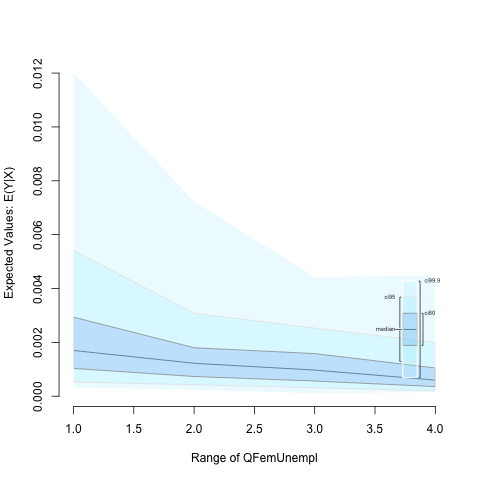 Expected Values: E(Y|X)
0.012
0.010
0.008
0.006
0.004
0.002
0.000
ci99.9
ci95
ci80
median
1.0 1.5 2.0 2.5 3.0 3.5 4.0
Range of QFemUnempl